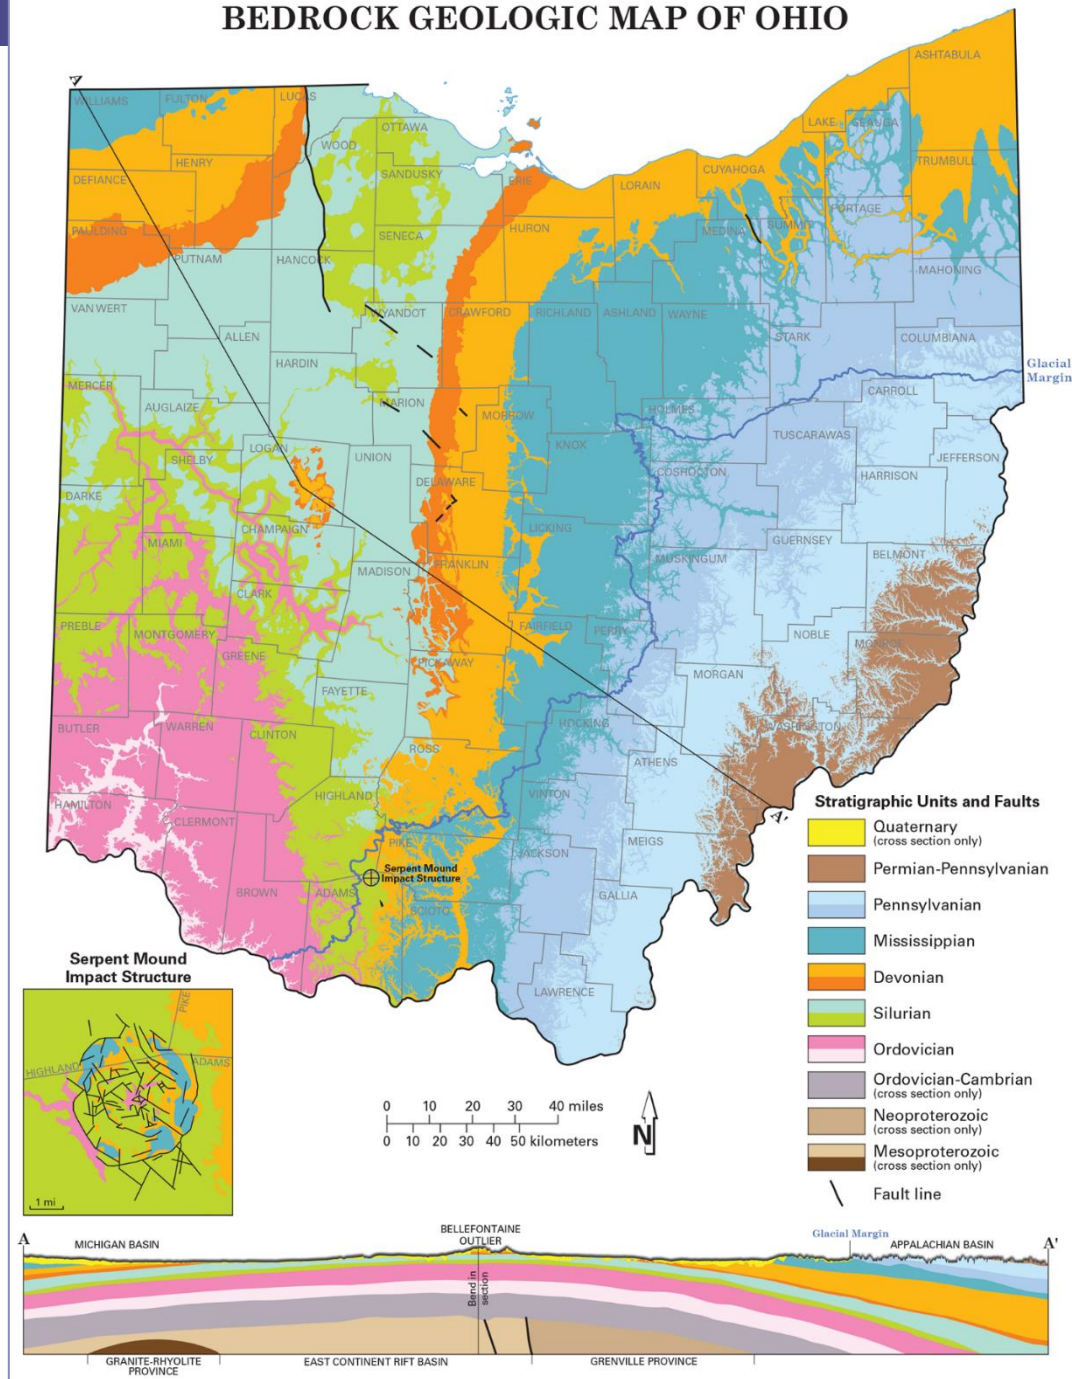 BEDROCK GEOLOGIC MAP OF OHIO
A
WILLIAMS
FULTON
LUCAS
OTTAWA
WOOD
SANDUSKY
ERIE
HENRY
DEFIANCE
PAULDING
PUTNAM
HANCOCK
SENECA
HURON
LORAIN
CUYAHOGA
LAKE
GEAUGA
ASHTABULA
TRUMBULL
PORTAGE
SUMMIT
MEDINA
MAHONING
VAN WERT
ALLEN
HARDIN
WYANDOT
CRAWFORD
RICHLAND
ASHLAND
WAYNE
STARK
COLUMBIANA
Glacial
Margin
MERCER
AUGLAIZE
MARION
MORROW
HOLMES
CARROLL
TUSCARAWAS
KNOX
LOGAN
UNION
SHELBY
DARKE
DELAWARE
COSHOCTON
HARRISON
JEFFERSON
CHAMPAIGN
MIAMI
LICKING
GUERNSEY
BELMONT
MUSKINGUM
FRANKLIN
MADISON
CLARK
PREBLE
MONTGOMERY
GREENE
FAIRFIELD
PERRY
NOBLE
MONROE
PICKAWAY
MORGAN
FAYETTE
BUTLER
WARREN
CLINTON
ROSS
HOCKING
WASHINGTON
ATHENS
HAMILTON
CLERMONT
HIGHLAND
VINTON
A'
PIKE
JACKSON
MEIGS
Serpent Mound
Impact Structure
BROWN
ADAMS
SCIOTO
GALLIA
LAWRENCE
Stratigraphic Units and Faults
Quaternary
(cross section only)
Permian-Pennsylvanian
Pennsylvanian
Mississippian
Devonian
Silurian
Ordovician
Ordovician-Cambrian
(cross section only)
Neoproterozoic
(cross section only)
Mesoproterozoic
(cross section only)
Fault line
Serpent Mound
Impact Structure
PIKE
HIGHLAND
ADAMS
1 mi
0 10 20 30 40 miles
0 10 20 30 40 50 kilometers
N
A
MICHIGAN BASIN
BELLEFONTAINE
OUTLIER
Glacial Margin
APPALACHIAN BASIN
A'
Bend in
section
GRANITE-RHYOLITE
PROVINCE
EAST CONTINENT RIFT BASIN
GRENVILLE PROVINCE